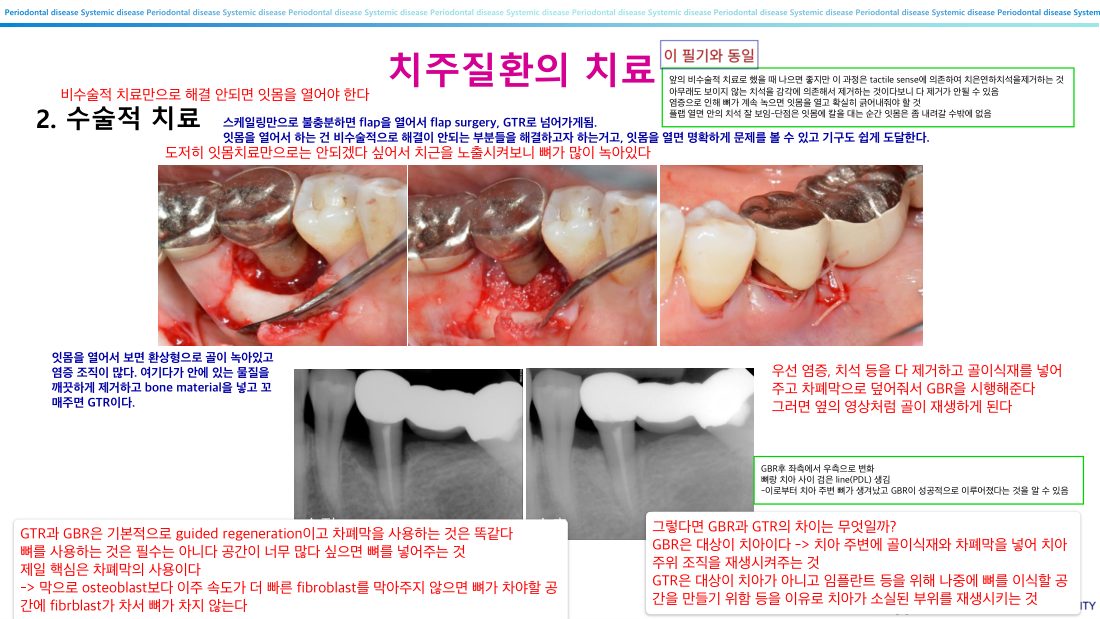 Periodontal disease Systemic disease Periodontal disease Systemic disease Periodontal disease Systemic disease Periodontal disease Systemic disease Periodontal disease Systemic disease Periodontal disease Systemic disease Periodontal disease Systemic disease Periodontal disease System
치주질환의 치료
이 필기와 동일
앞의 비수술적 치료로 했을 때 나으면 좋지만 이 과정은 tactile sense에 의존하여 치은연하치석을제거하는 것
아무래도 보이지 않는 치석을 감각에 의존해서 제거하는 것이다보니 다 제거가 안될 수 있음
염증으로 인해 뼈가 계속 녹으면 잇몸을 열고 확실히 긁어내줘야 할 것
플랩 열면 안의 치석 잘 보임-단점은 잇몸에 칼을 대는 순간 잇몸은 좀 내려갈 수밖에 없음
비수술적 치료만으로 해결 안되면 잇몸을 열어야 한다
2. 수술적 치료
스케일링만으로 불충분하면 flap을 열어서 flap surgery, GTR로 넘어가게됨.
잇몸을 열어서 하는 건 비수술적으로 해결이 안되는 부분들을 해결하고자 하는거고, 잇몸을 열면 명확하게 문제를 볼 수 있고 기구도 쉽게 도달한다.
도저히 잇몸치료만으로는 안되겠다 싶어서 치근을 노출시켜보니 뼈가 많이 녹아있다
잇몸을 열어서 보면 환상형으로 골이 녹아있고
염증 조직이 많다. 여기다가 안에 있는 물질을
깨끗하게 제거하고 bone material을 넣고 꼬
매주면 GTR이다.
우선 염증, 치석 등을 다 제거하고 골이식재를 넣어
주고 차폐막으로 덮어줘서 GBR을 시행해준다
그러면 옆의 영상처럼 골이 재생하게 된다
GBR후 좌측에서 우측으로 변화
뼈랑 치아 사이 검은 line(PDL) 생김
-이로부터 치아 주변 뼈가 생겨났고 GBR이 성공적으로 이루어졌다는 것을 알 수 있음
GTR과 GBR은 기본적으로 guided regeneration이고 차폐막을 사용하는 것은 똑같다
뼈를 사용하는 것은 필수는 아니다 공간이 너무 많다 싶으면 뼈를 넣어주는 것
제일 핵심은 차폐막의 사용이다
-> 막으로 osteoblast보다 이주 속도가 더 빠른 fibroblast를 막아주지 않으면 뼈가 차야할 공
간에 fibrblast가 차서 뼈가 차지 않는다
그렇다면 GBR과 GTR의 차이는 무엇일까?
GBR은 대상이 치아이다 -> 치아 주변에 골이식재와 차폐막을 넣어 치아
주위 조직을 재생시켜주는 것
GTR은 대상이 치아가 아니고 임플란트 등을 위해 나중에 뼈를 이식할 공
간을 만들기 위함 등을 이유로 치아가 소실된 부위를 재생시키는 것
ITY